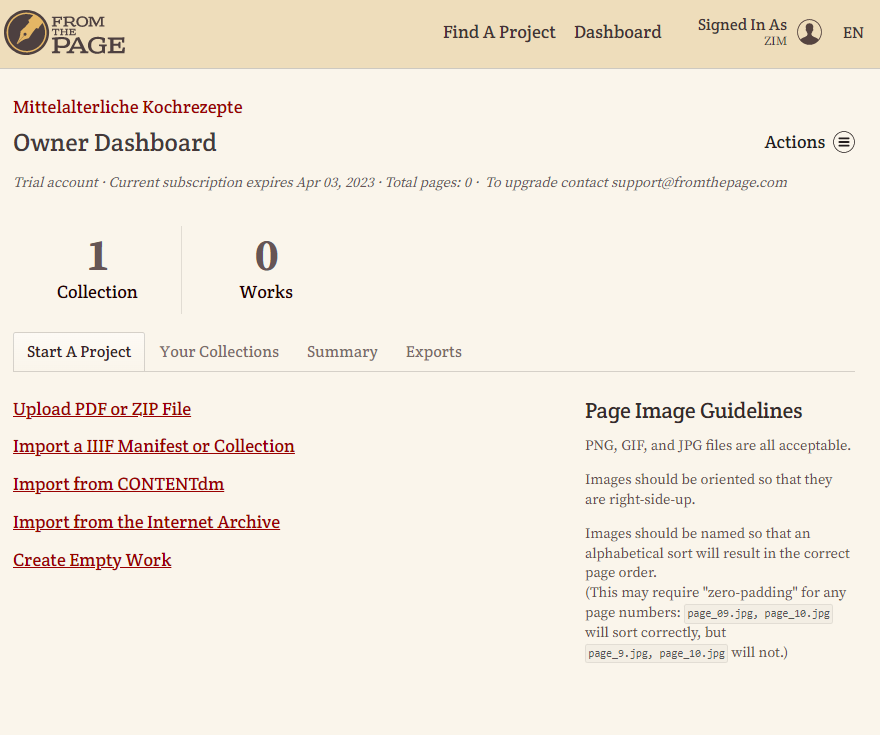 FROM
THE
PAGE
Find A Project
Dashboard
Signed In As
ZIM
EN
Mittelalterliche Kochrezepte
Owner Dashboard
Actions
Trial account · Current subscription expires Apr 03, 2023 · Total pages: 0 · To upgrade contact support@fromthepage.com
1
Collection
0
Works
Start A Project
Your Collections
Summary
Exports
Upload PDF or ZIP File
Import a IIIF Manifest or Collection
Import from CONTENTdm
Import from the Internet Archive
Create Empty Work
Page Image Guidelines
PNG, GIF, and JPG files are all acceptable.
Images should be oriented so that they
are right-side-up.
Images should be named so that an
alphabetical sort will result in the correct
page order.
(This may require "zero-padding" for any
page numbers: page_09.jpg, page_10.jpg
will sort correctly, but
page_9.jpg, page_10.jpg will not.)